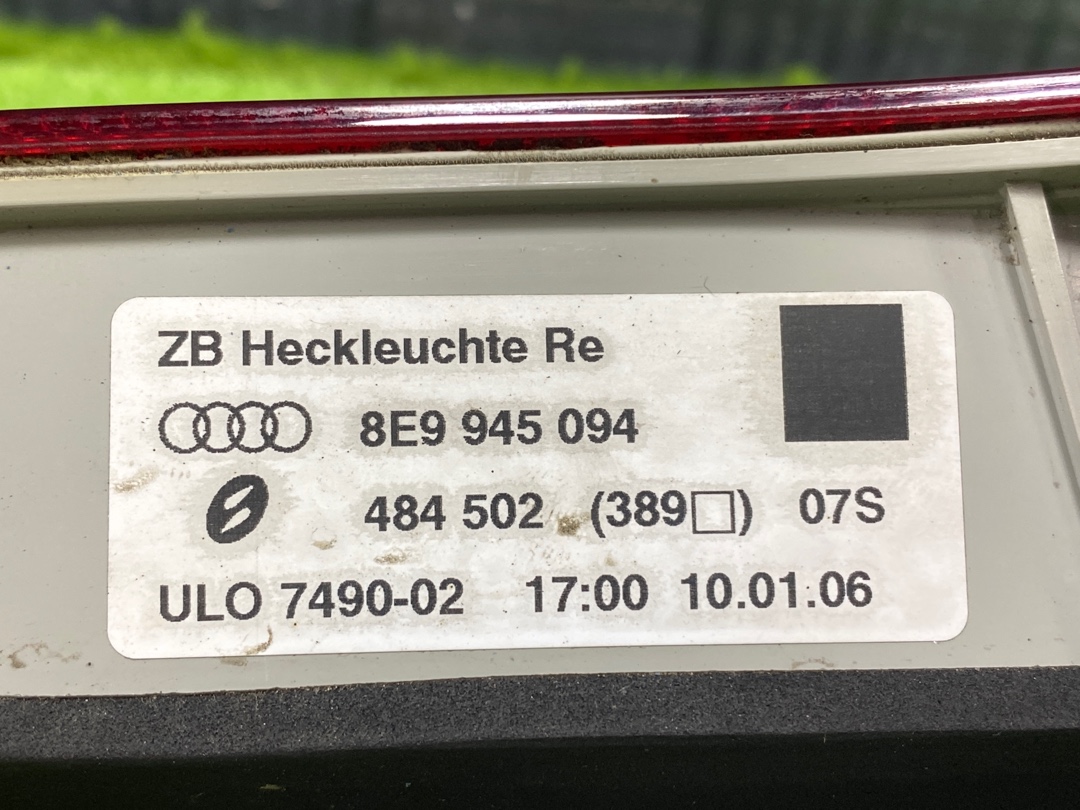 ZB Heckleuchte Re
8E9 945 094
484 502 (389□) 07S
ULO 7490-02 17:00 10.01.06